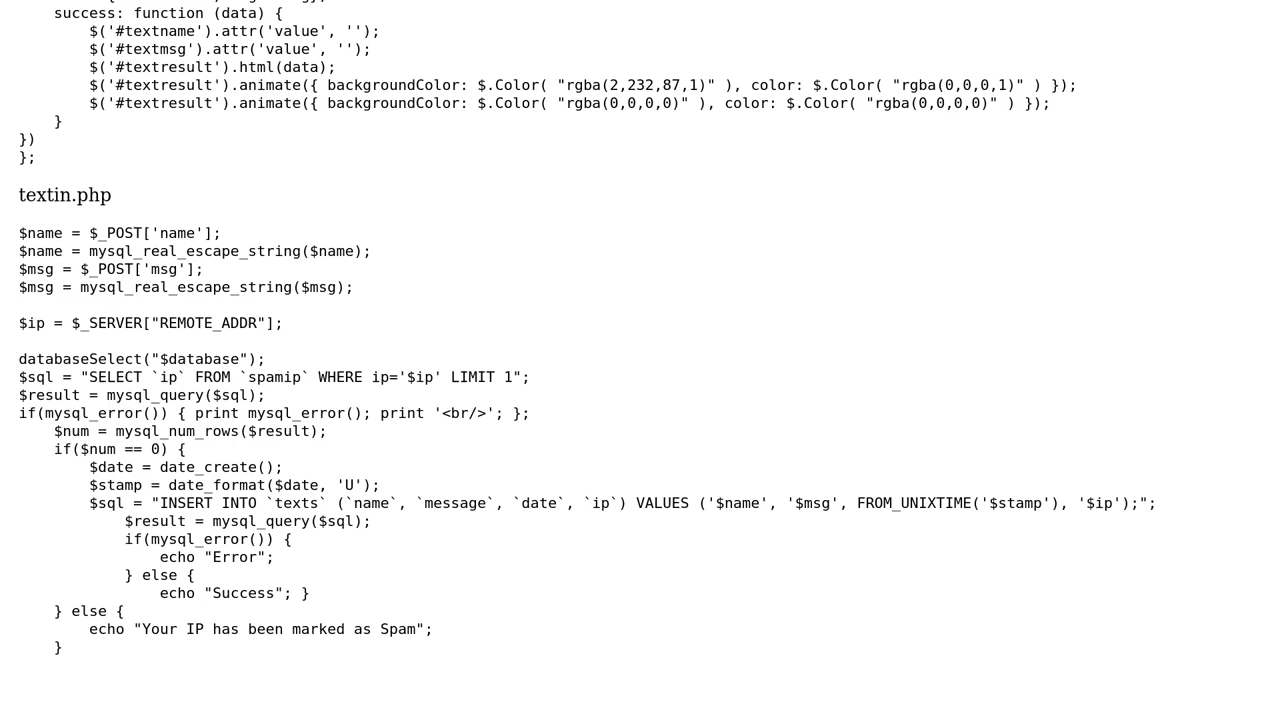 success: function (data) {
        $('#textname').attr('value', '');
        $('#textmsg').attr('value', '');
        $('#textresult').html(data);
        $('#textresult').animate({ backgroundColor: $.Color( "rgba(2,232,87,1)" ), color: $.Color( "rgba(0,0,0,1)" ) });
        $('#textresult').animate({ backgroundColor: $.Color( "rgba(0,0,0,0)" ), color: $.Color( "rgba(0,0,0,0)" ) });
    }
})
};
textin.php
$name = $_POST['name'];
$name = mysql_real_escape_string($name);
$msg = $_POST['msg'];
$msg = mysql_real_escape_string($msg);
$ip = $_SERVER["REMOTE_ADDR"];
databaseSelect("$database");
$sql = "SELECT `ip` FROM `spamip` WHERE ip='$ip' LIMIT 1";
$result = mysql_query($sql);
if(mysql_error()) { print mysql_error(); print '<br/>'; };
    $num = mysql_num_rows($result);
    if($num == 0) {
        $date = date_create();
        $stamp = date_format($date, 'U');
        $sql = "INSERT INTO `texts` (`name`, `message`, `date`, `ip`) VALUES ('$name', '$msg', FROM_UNIXTIME('$stamp'), '$ip');";
            $result = mysql_query($sql);
            if(mysql_error()) {
                echo "Error";
            } else {
                echo "Success"; }
    } else {
        echo "Your IP has been marked as Spam";
    }